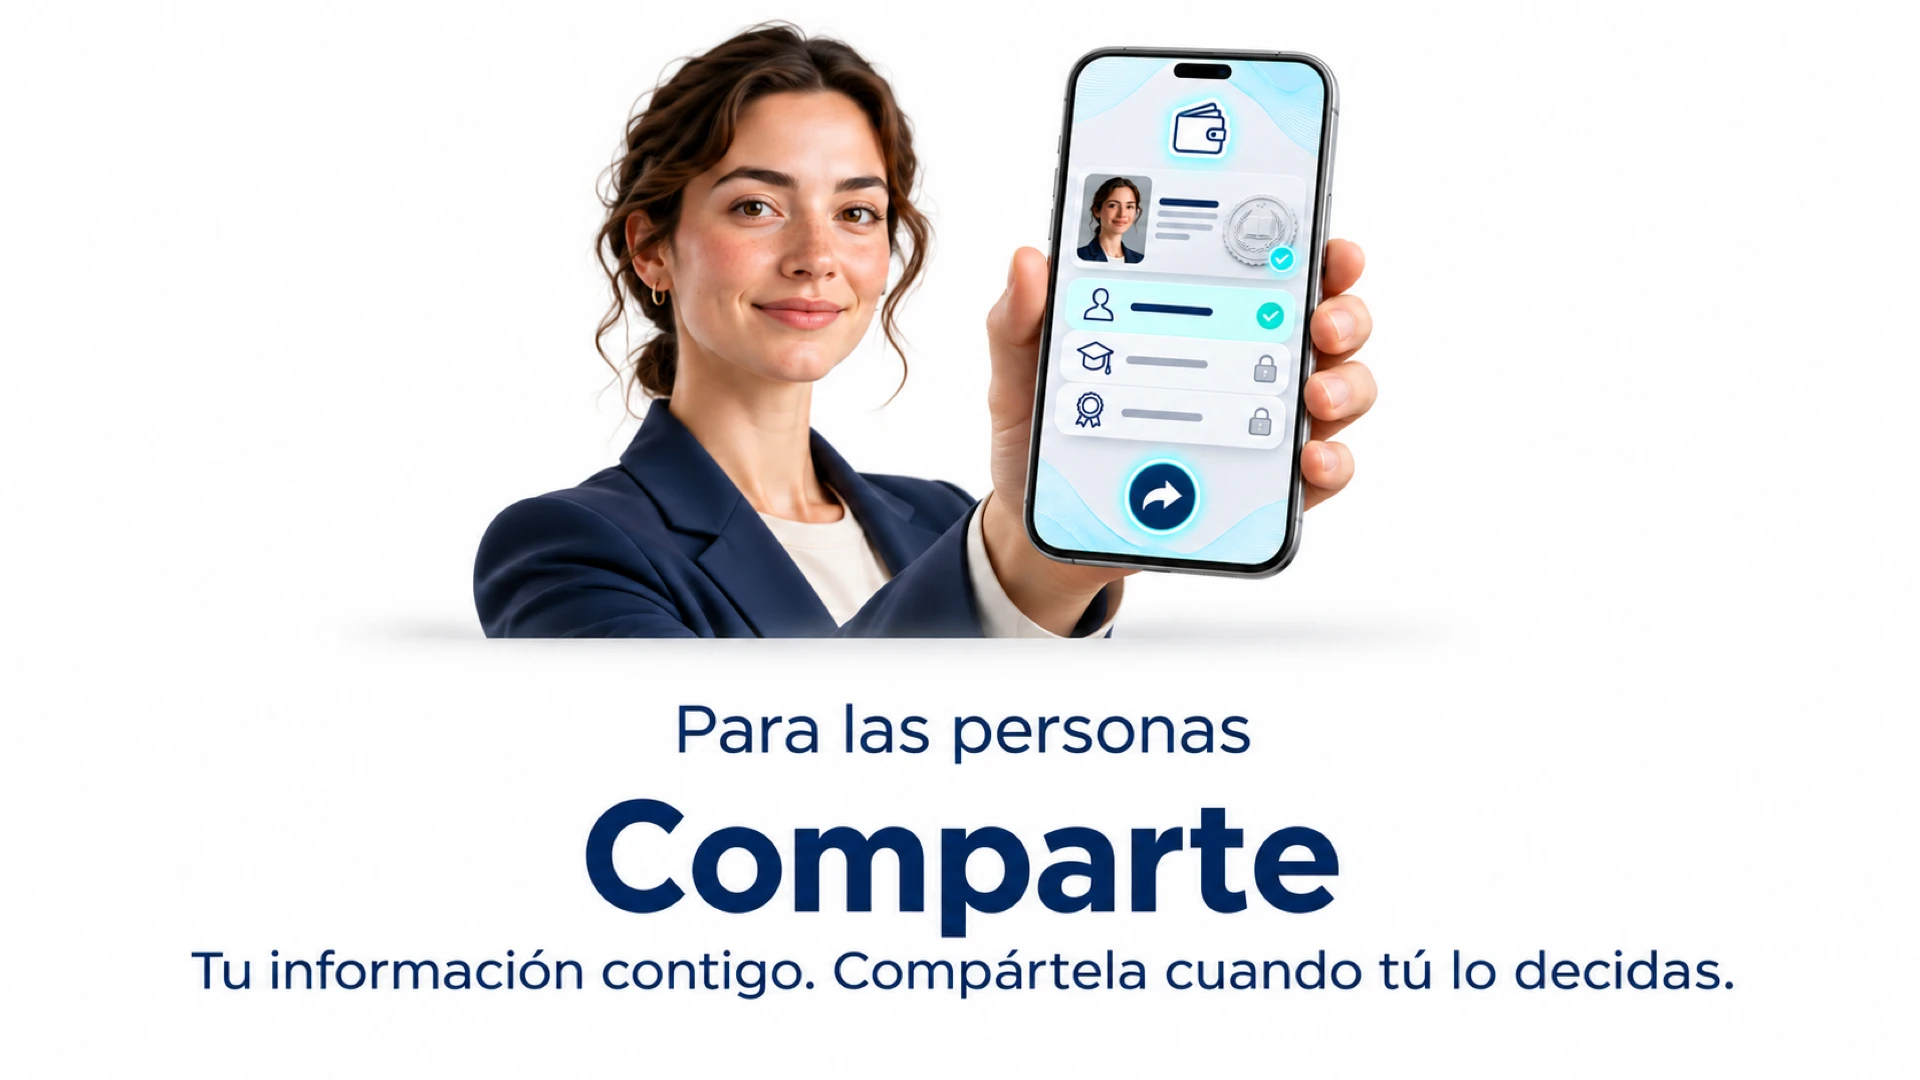 Para las personas
Comparte
Tu información contigo. Compártela cuando tú lo decidas.